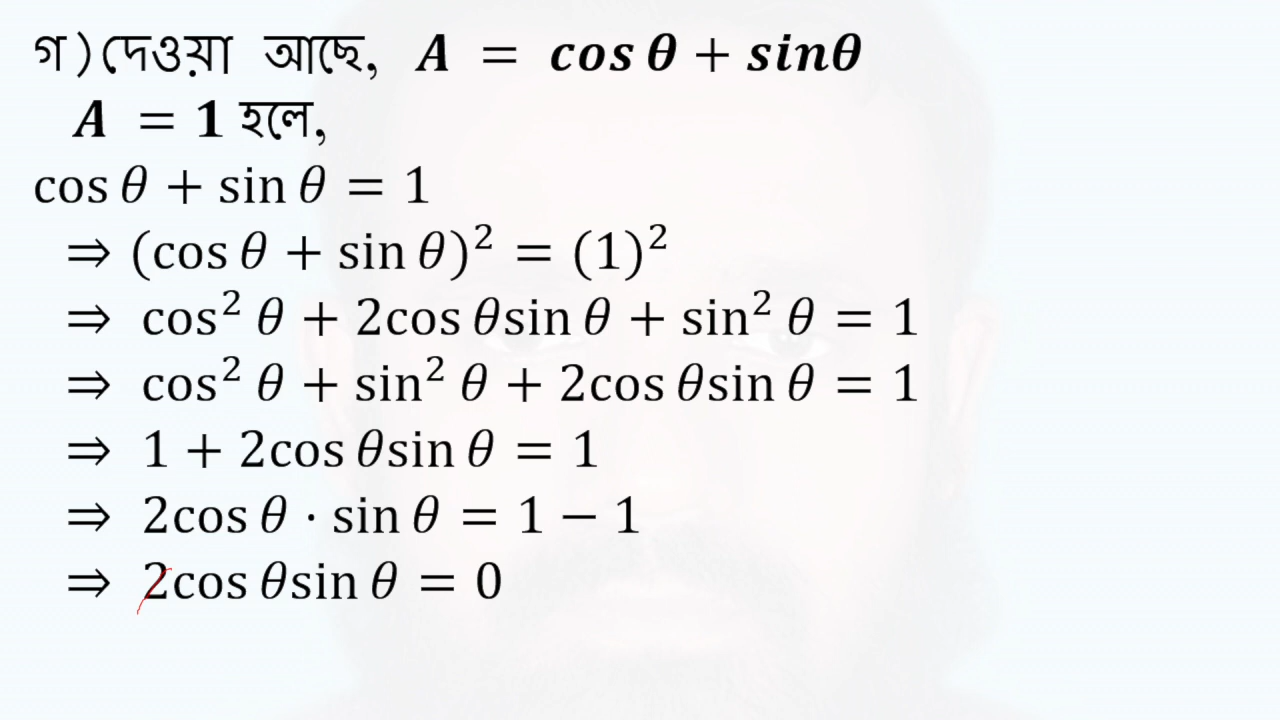 গ) দেওয়া আছে, A = cos θ + sinθ
A = 1 হলে,
cos θ + sin θ = 1
⇒ (cos θ + sin θ)² = (1)²
⇒ cos² θ + 2cos θsin θ + sin² θ = 1
⇒ cos² θ + sin² θ + 2cos θsin θ = 1
⇒ 1 + 2cos θsin θ = 1
⇒ 2cos θ · sin θ = 1 − 1
⇒ 2cos θsin θ = 0